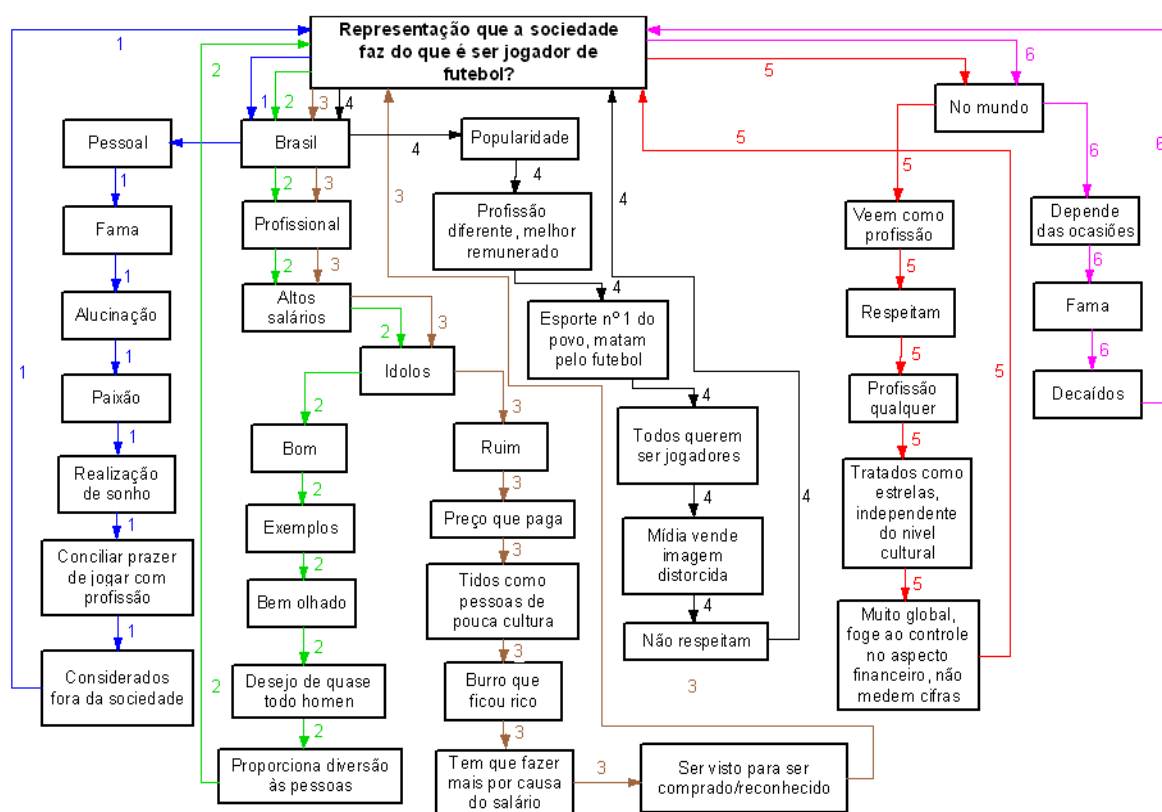 Representação que a sociedade
faz do que é ser jogador de
futebol?
Brasil
No mundo
1
2
3
4
5
6
1
2
3
4
5
6
Pessoal
1
Fama
1
Alucinação
1
Paixão
1
Realização
de sonho
1
Conciliar prazer
de jogar com
profissão
1
Considerados
fora da sociedade
1
2
3
Profissional
2
3
Altos
salários
2
3
Idolos
2
Bom
2
Exemplos
2
Bem olhado
2
Desejo de quase
todo homen
2
Proporciona diversão
às pessoas
2
3
Ruim
3
Preço que paga
3
Tidos como
pessoas de
pouca cultura
3
Burro que
ficou rico
3
Tem que fazer
mais por causa
do salário
3
Ser visto para ser
comprado/reconhecido
3
3
4
Popularidade
4
Profissão
diferente, melhor
remunerado
4
Esporte nº 1 do
povo, matam
pelo futebol
4
Todos querem
ser jogadores
4
Mídia vende
imagem
distorcida
4
Não respeitam
4
4
5
Veem como
profissão
5
Respeitam
5
Profissão
qualquer
5
Tratados como
estrelas,
independente
do nivel
cultural
5
Muito global,
foge ao controle
no aspecto
financeiro, não
medem cifras
5
6
Depende
das ocasiões
6
Fama
6
Decaídos